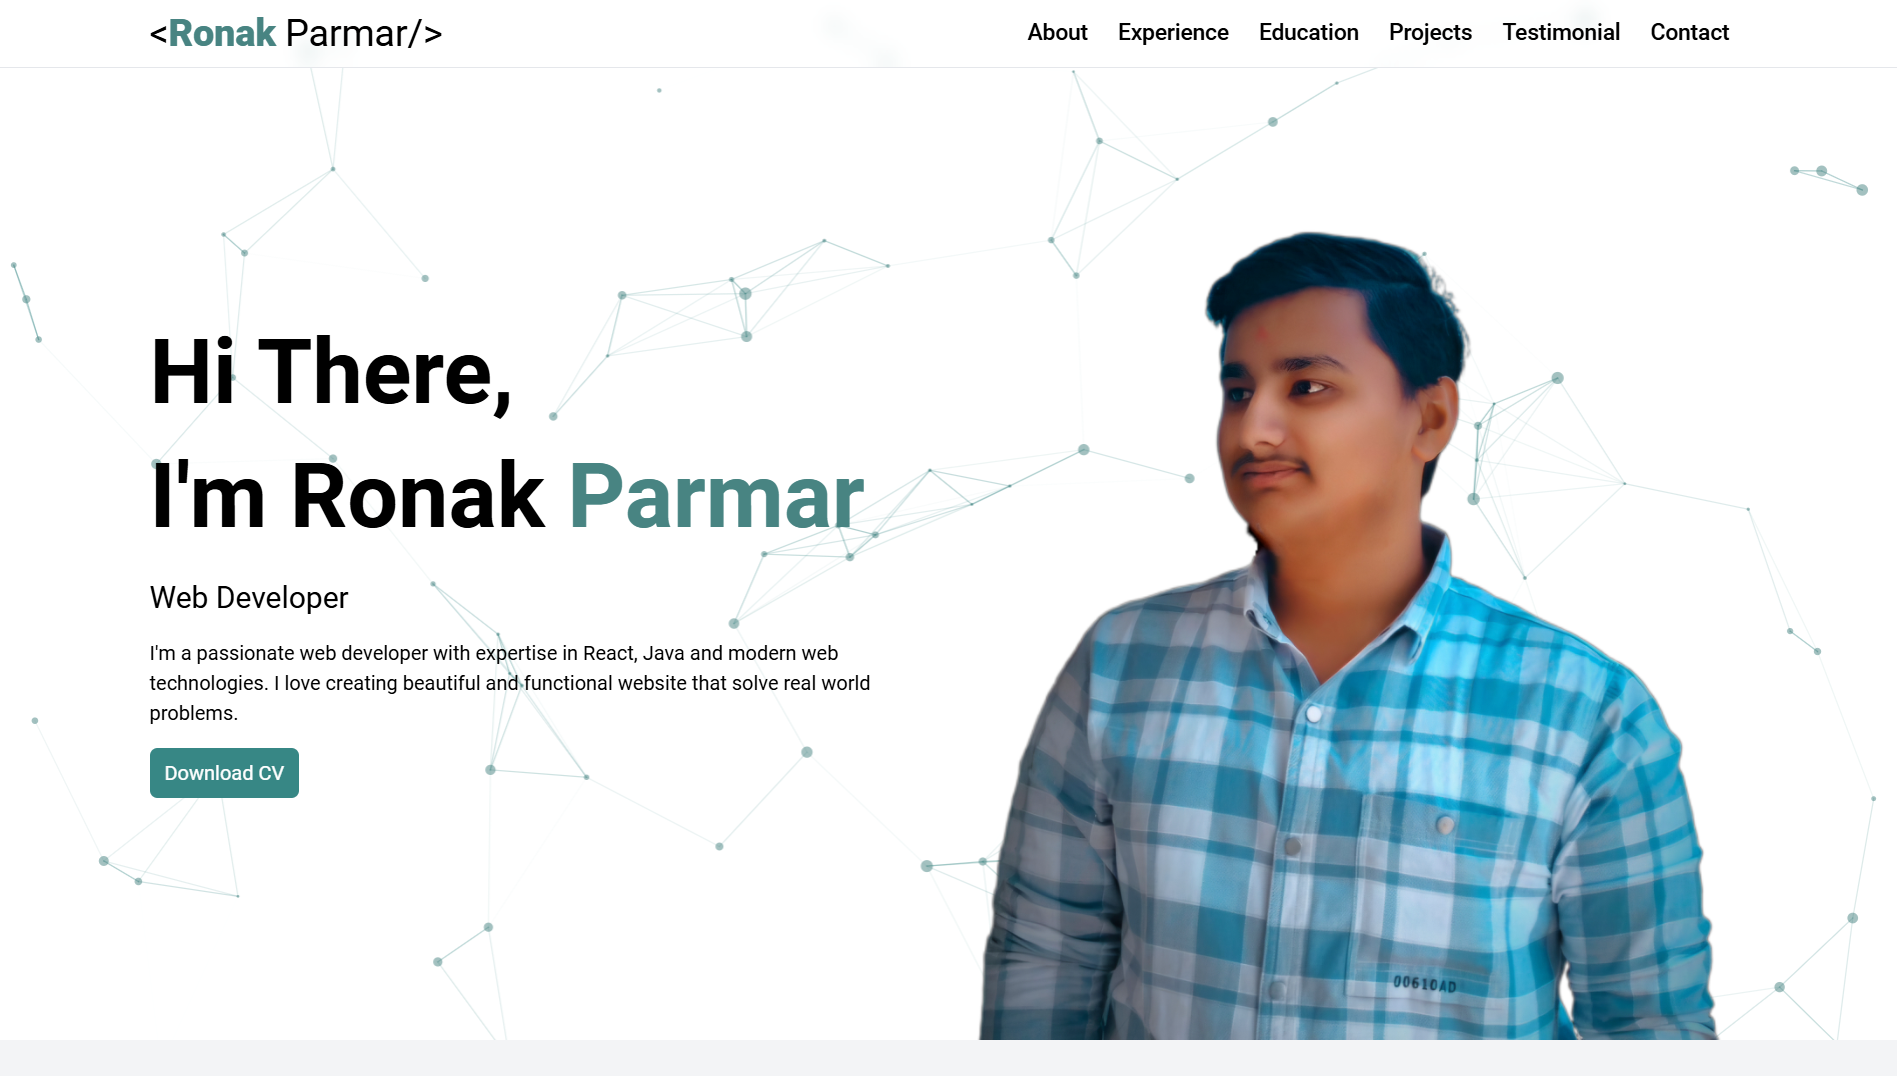 <Ronak Parmar/>
About Experience Education Projects Testimonial Contact
Hi There,
I'm Ronak Parmar
Web Developer
I'm a passionate web developer with expertise in React, Java and modern web
technologies. I love creating beautiful and functional website that solve real world
problems.
Download CV
00610AD